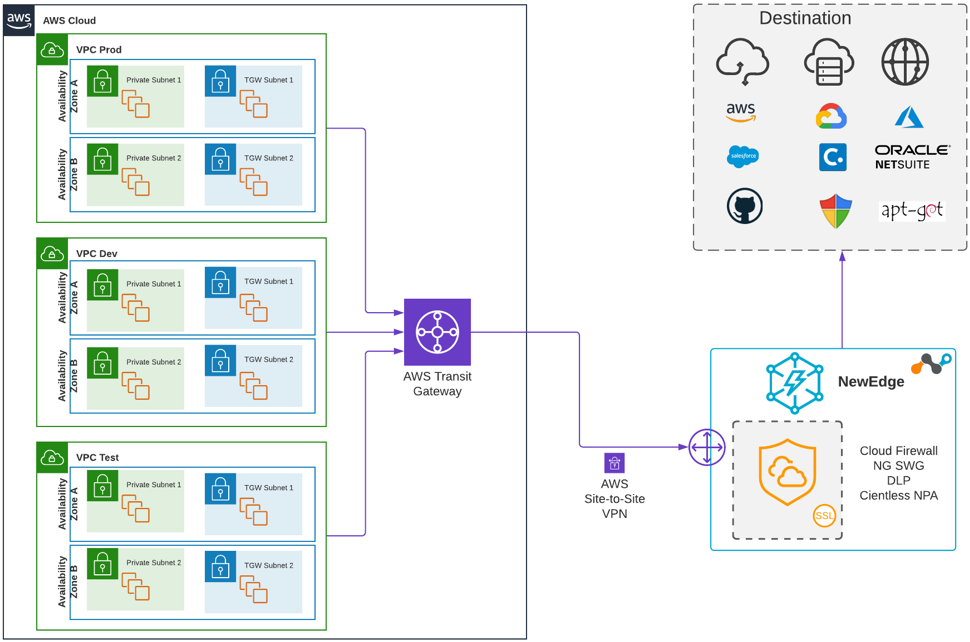 aws
AWS Cloud
VPC Prod
Availability
Zone A
Private Subnet 1
TGW Subnet 1
Availability
Zone B
Private Subnet 2
TGW Subnet 2
VPC Dev
Availability
Zone A
Private Subnet 1
TGW Subnet 1
Availability
Zone B
Private Subnet 2
TGW Subnet 2
VPC Test
Availability
Zone A
Private Subnet 1
TGW Subnet 1
Availability
Zone B
Private Subnet 2
TGW Subnet 2
AWS Transit
Gateway
AWS
Site-to-Site
VPN
Destination
aws
salesforce
C.
ORACLE
NETSUITE
apt-get
NewEdge
Cloud Firewall
NG SWG
DLP
Cientless NPA
SSL